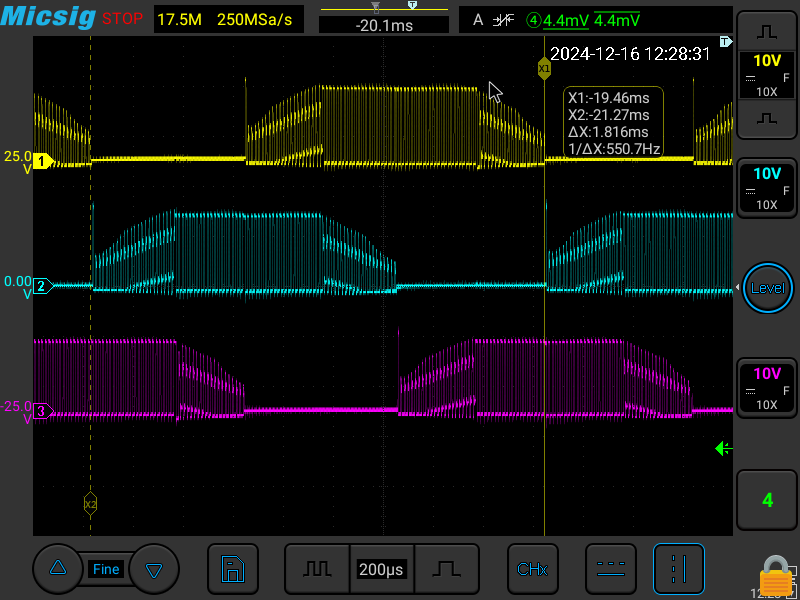 Micsig STOP 17.5M 250MSa/s -20.1ms A ④4.4mV 4.4mV
T
T
2024-12-16 12:28:31
X1
X1:-19.46ms
X2:-21.27ms
ΔX:1.816ms
1/ΔX:550.7Hz
10V
F
10X
25.0
V
1
10V
F
10X
0.00
V
2
Level
10V
F
10X
-25.0
V
3
4
X2
Fine
200μs
CHx